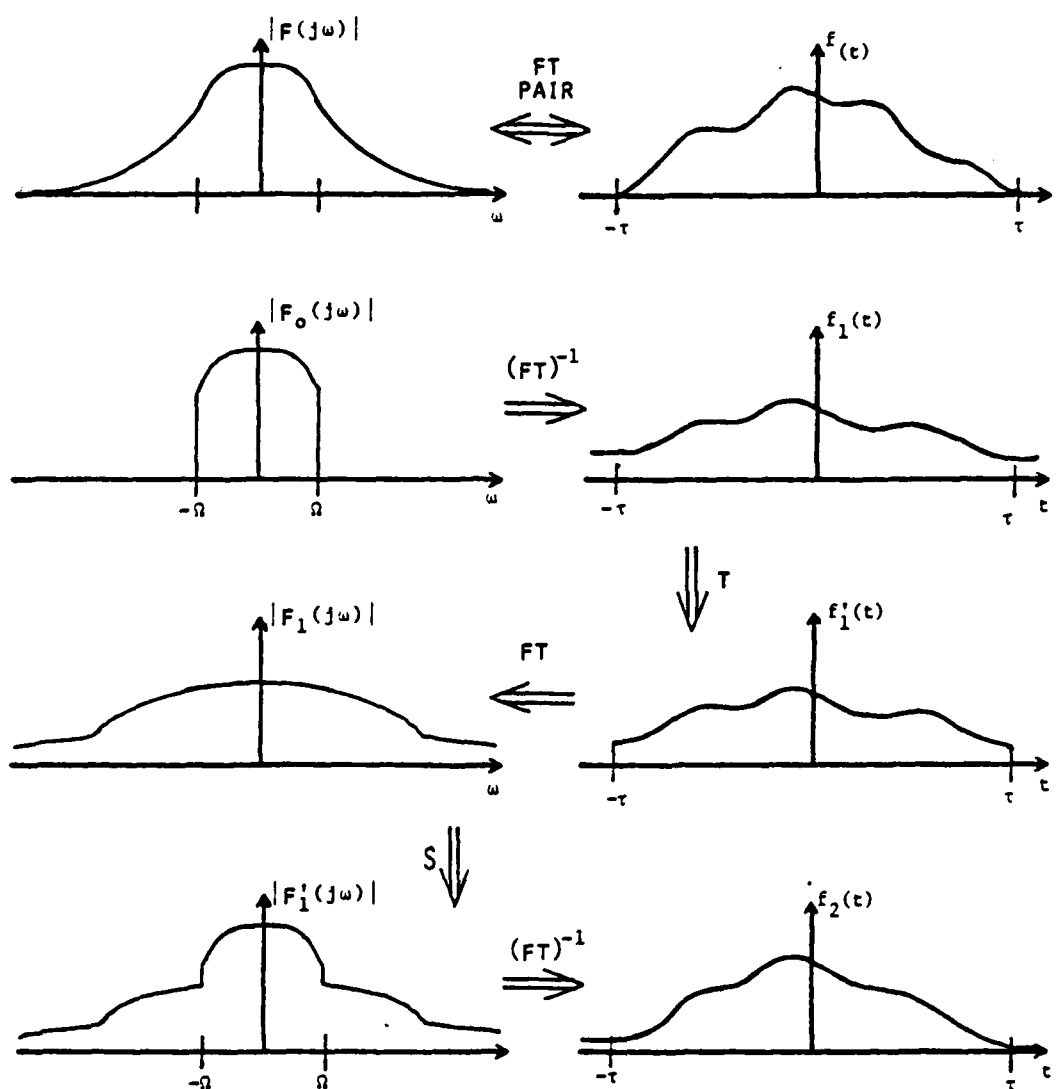 |F(jω)|
FT
PAIR
f(t)
ω
-τ
τ
|F₀(jω)|
(FT)⁻¹
f₁(t)
-Ω
Ω
ω
-τ
τ
t
T
|F₁(jω)|
FT
f₁'(t)
ω
-τ
τ
t
S
|F₁'(jω)|
(FT)⁻¹
f₂(t)
-Ω
Ω
ω
-τ
τ
t